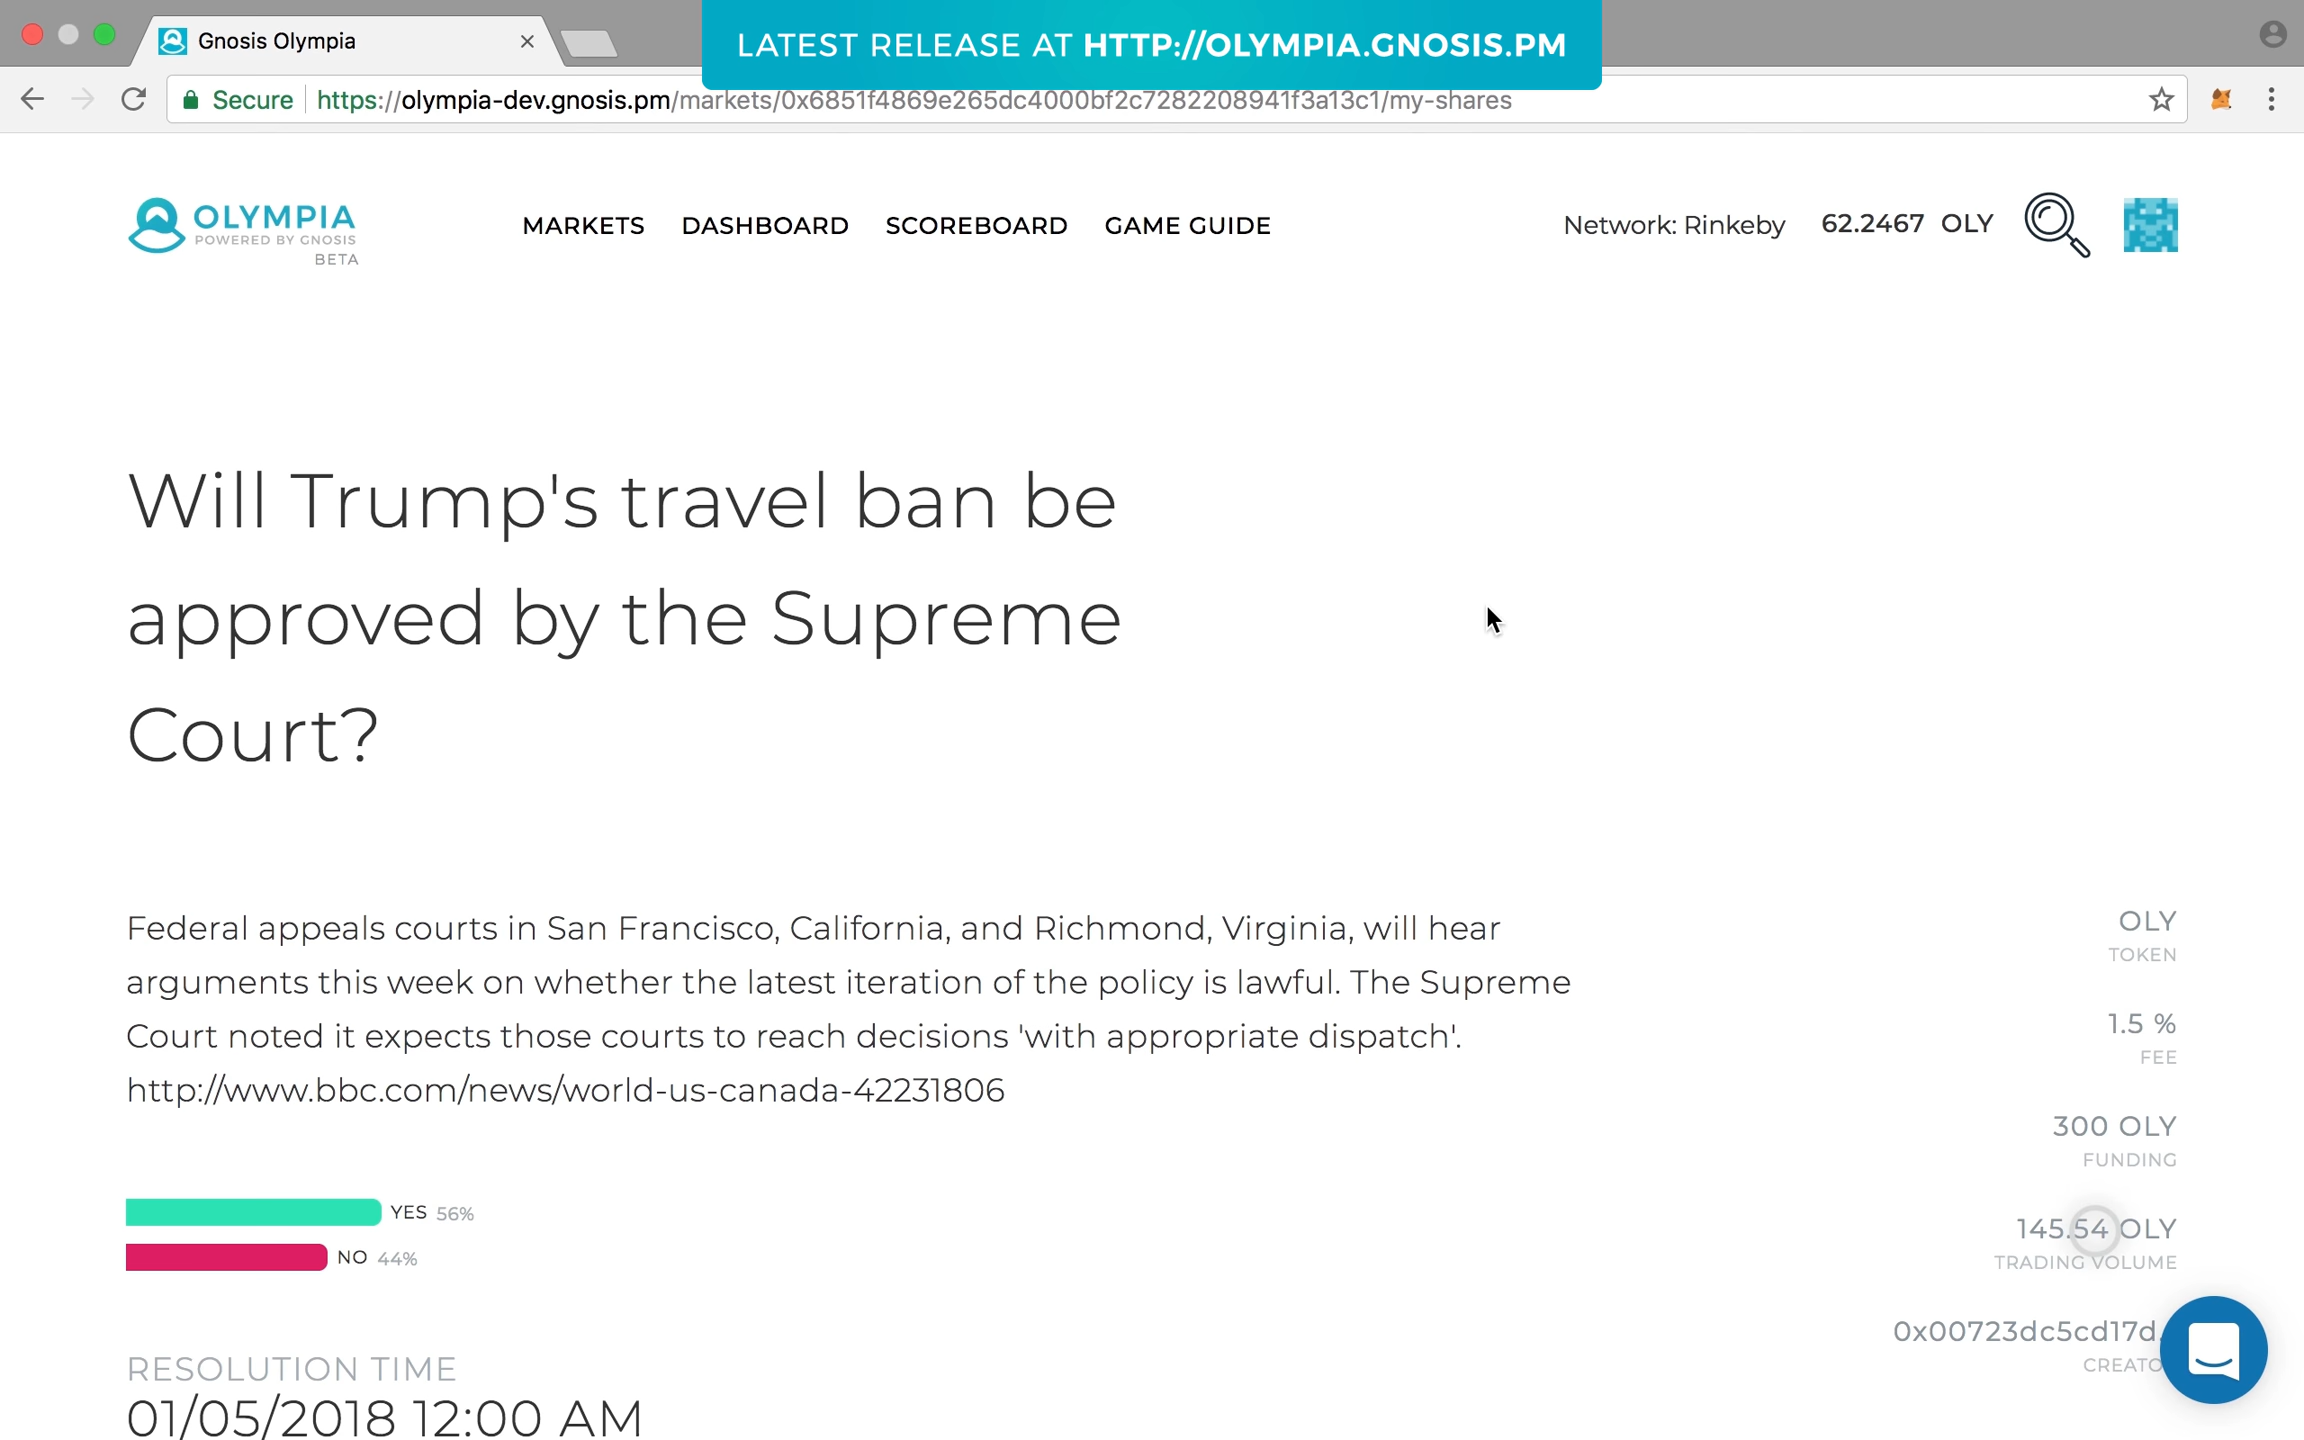 Gnosis Olympia
LATEST RELEASE AT HTTP://OLYMPIA.GNOSIS.PM
Secure https://olympia-dev.gnosis.pm/markets/0x6851f4869e265dc4000bf2c7282208941f3a13c1/my-shares
OLYMPIA
POWERED BY GNOSIS
BETA
MARKETS DASHBOARD SCOREBOARD GAME GUIDE
Network: Rinkeby 62.2467 OLY
Will Trump's travel ban be
approved by the Supreme
Court?
Federal appeals courts in San Francisco, California, and Richmond, Virginia, will hear
arguments this week on whether the latest iteration of the policy is lawful. The Supreme
Court noted it expects those courts to reach decisions 'with appropriate dispatch'.
http://www.bbc.com/news/world-us-canada-42231806
YES 56%
NO 44%
RESOLUTION TIME
01/05/2018 12:00 AM
OLY
TOKEN
1.5 %
FEE
300 OLY
FUNDING
145.54 OLY
TRADING VOLUME
0x00723dc5cd17d.
CREATO